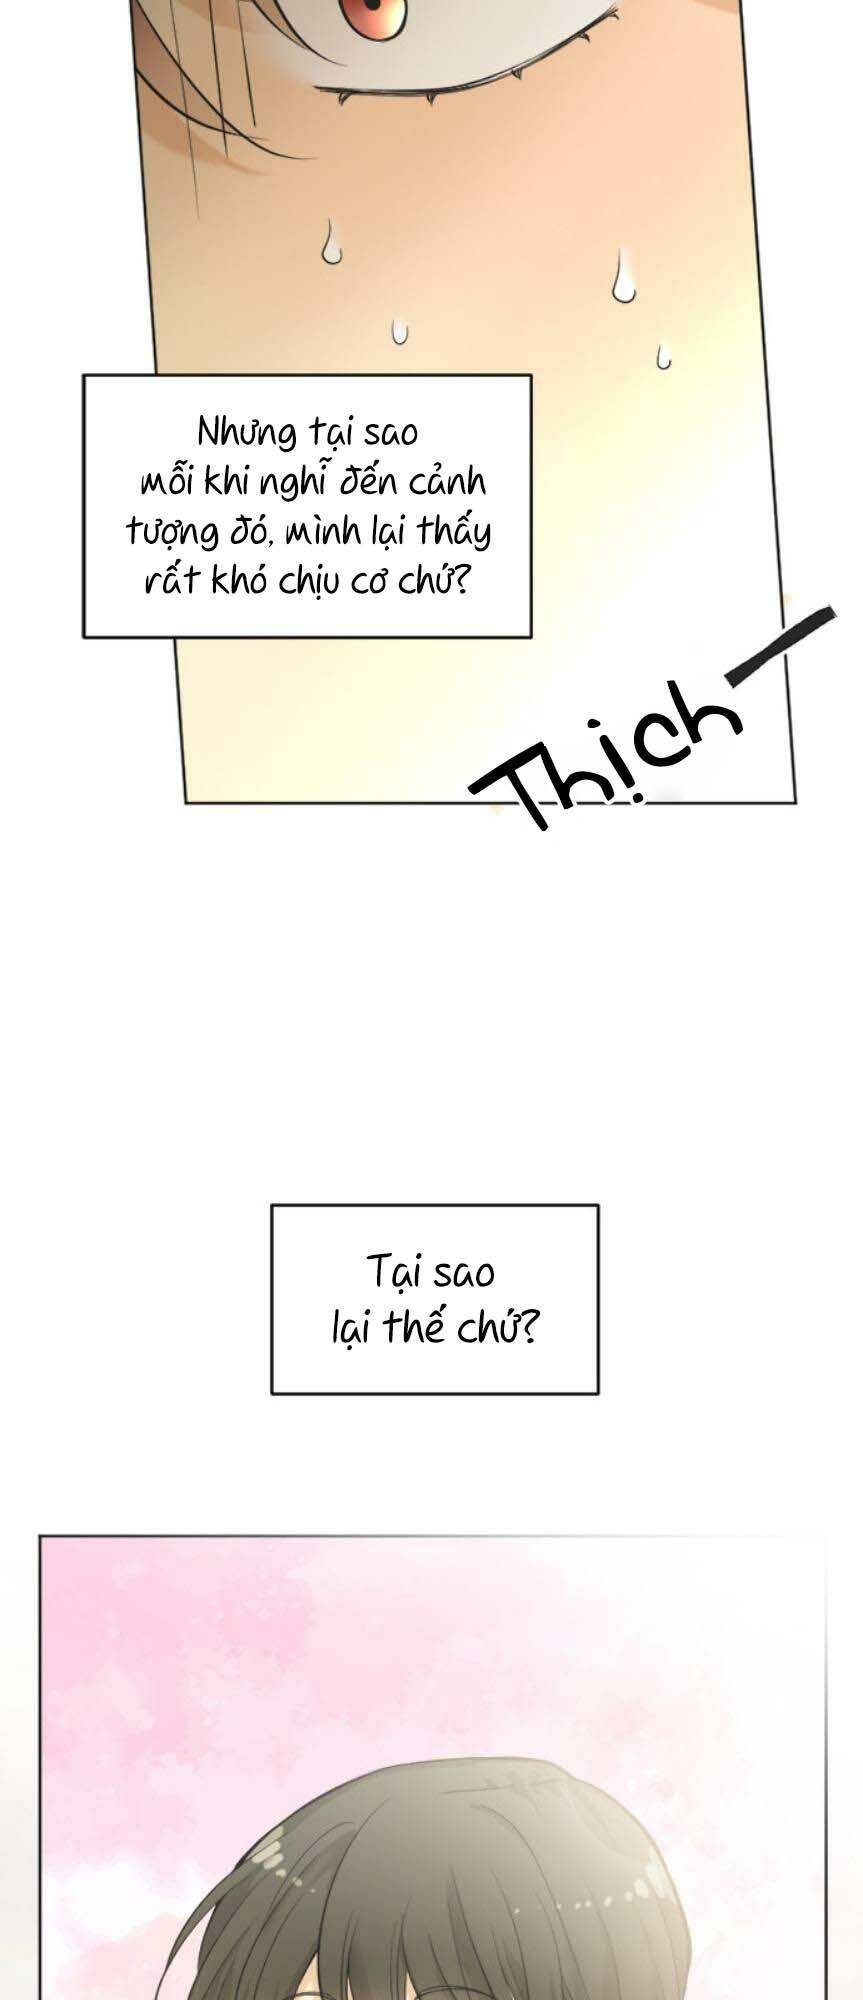 Nhưng tại sao
mỗi khi nghĩ đến cảnh
tượng đó, mình lại thấy
rất khó chịu cơ chứ?
Thịch
Tại sao
lại thế chứ?